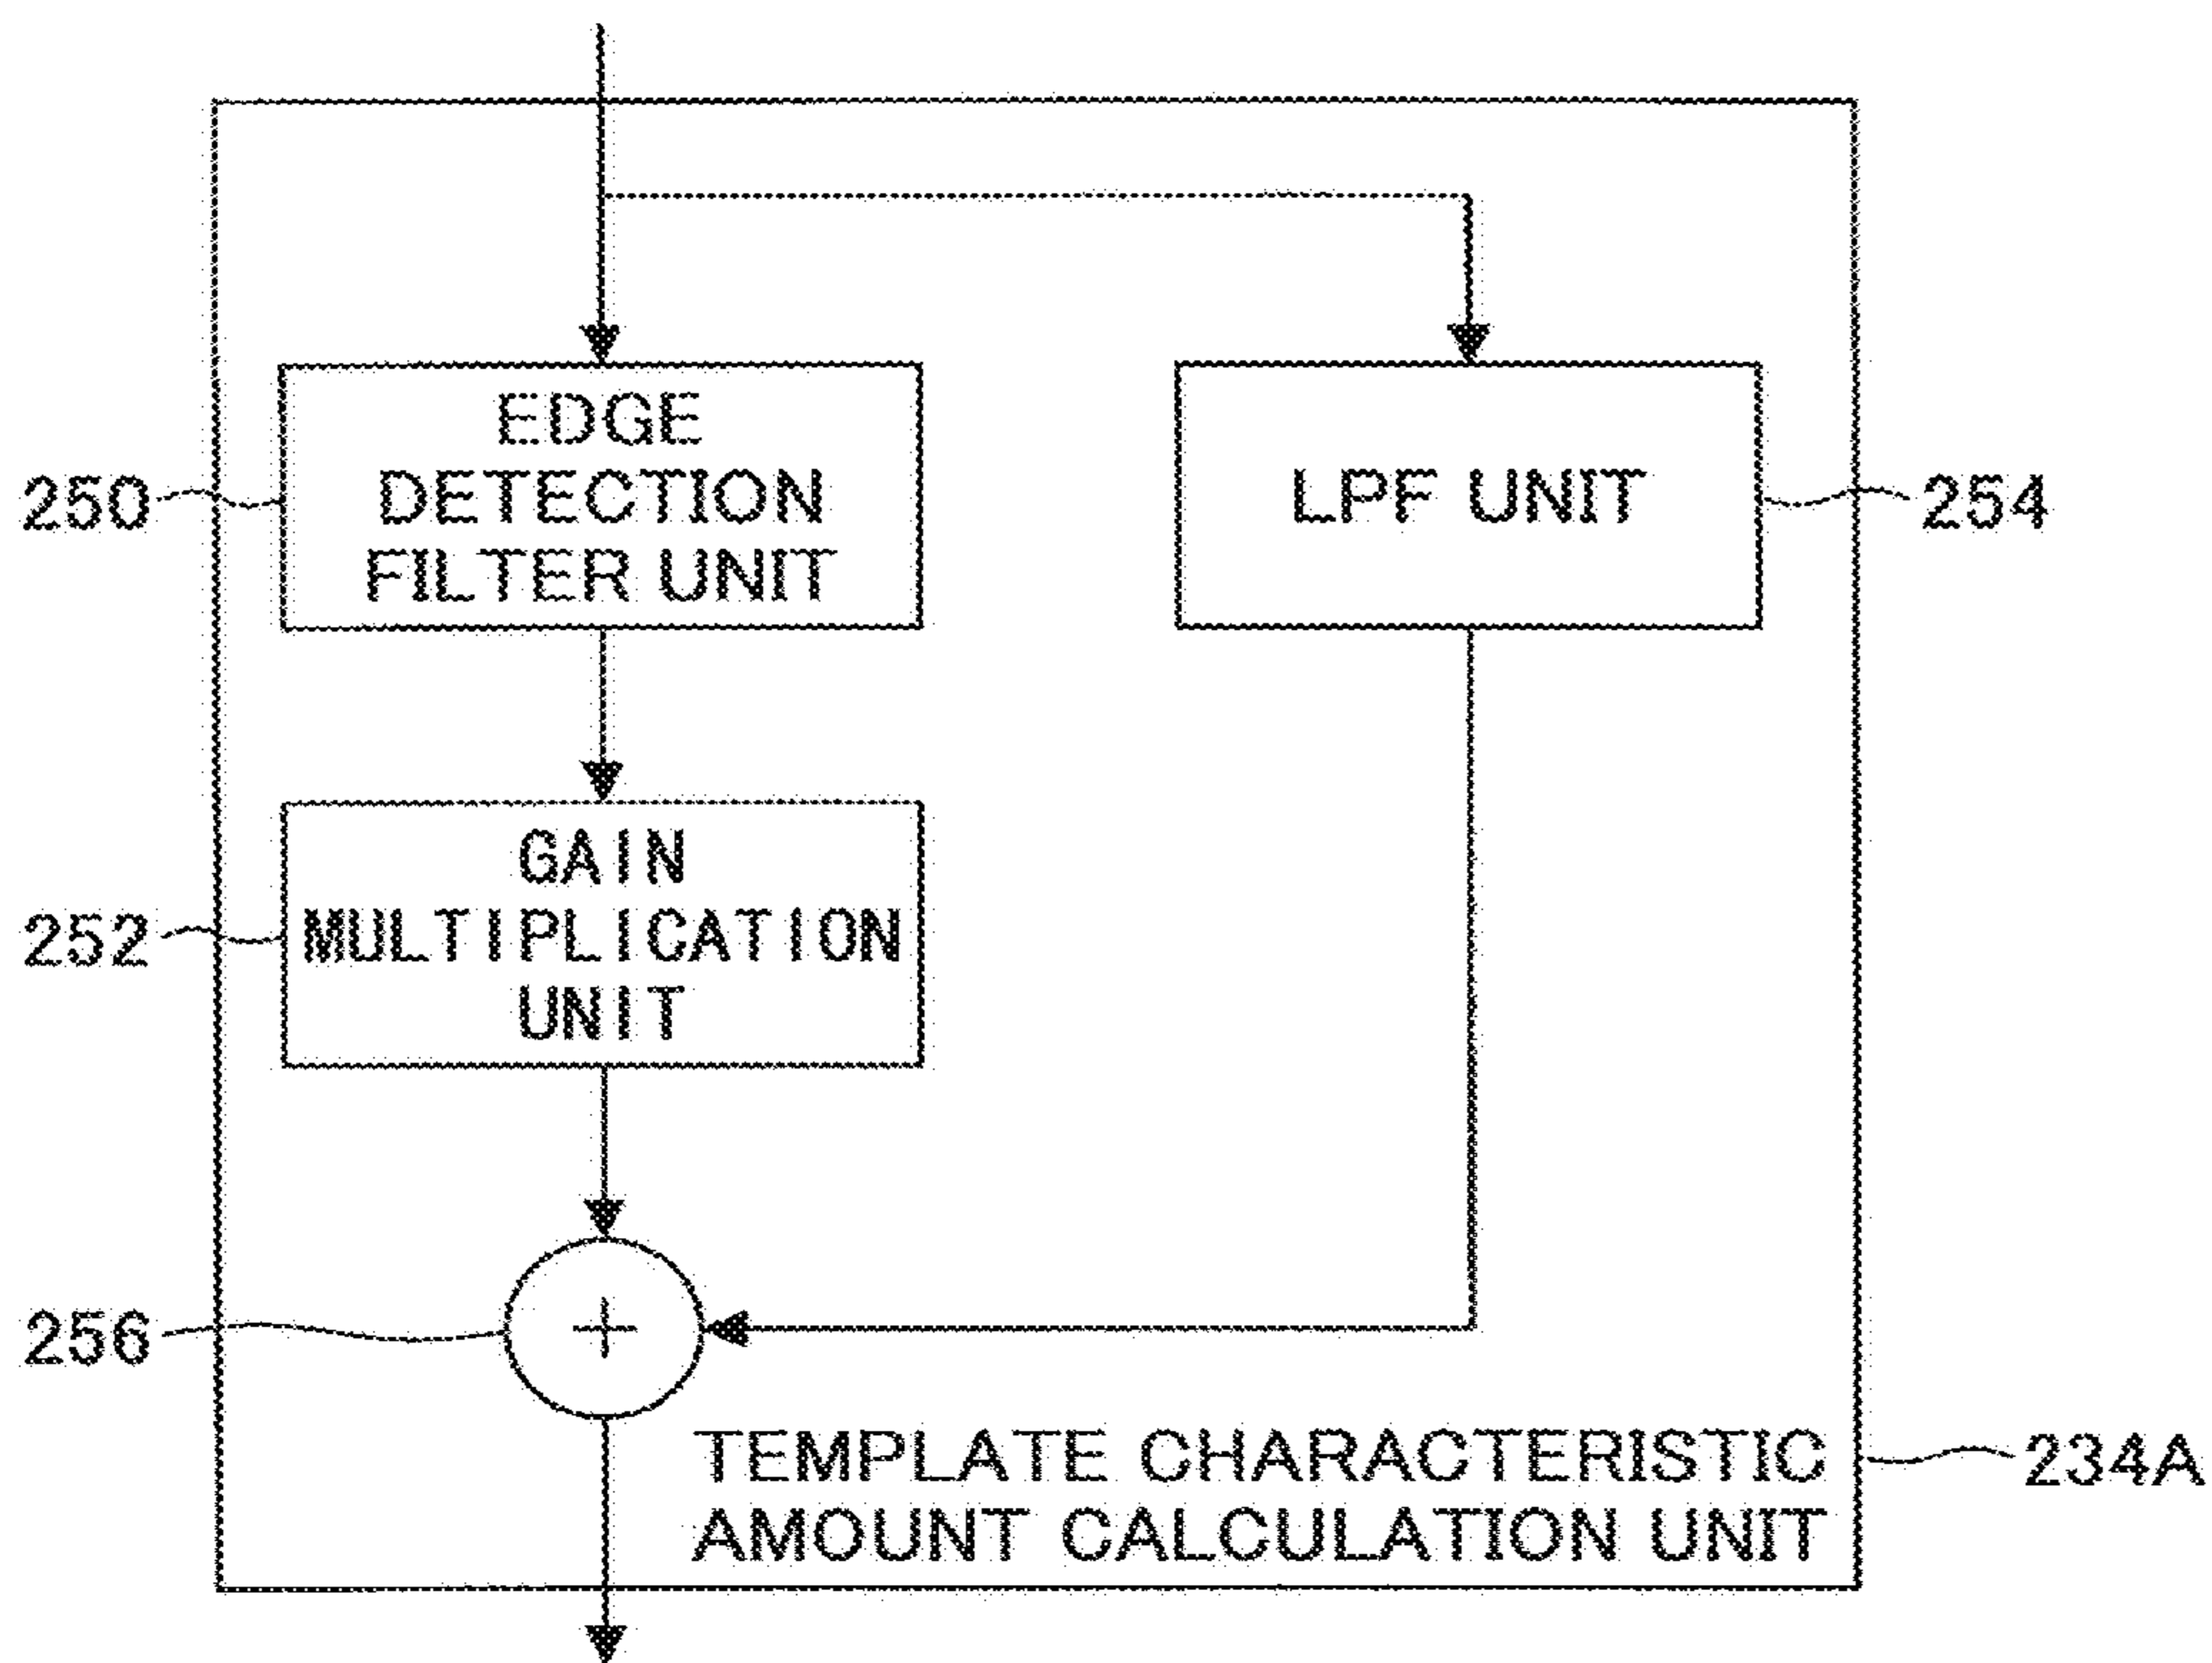 EDGE
DETECTION
FILTER UNIT
250
LPF UNIT
254
GAIN
MULTIPLICATION
UNIT
252
256
+
TEMPLATE CHARACTERISTIC
AMOUNT CALCULATION UNIT
234A